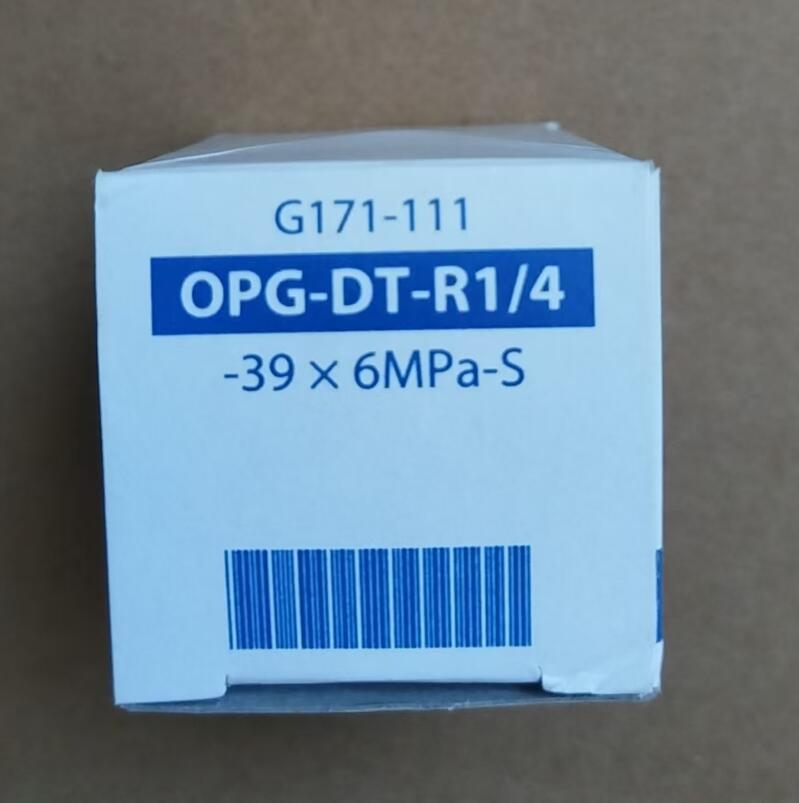 G171-111
OPG-DT-R1/4
-39 × 6MPa-S